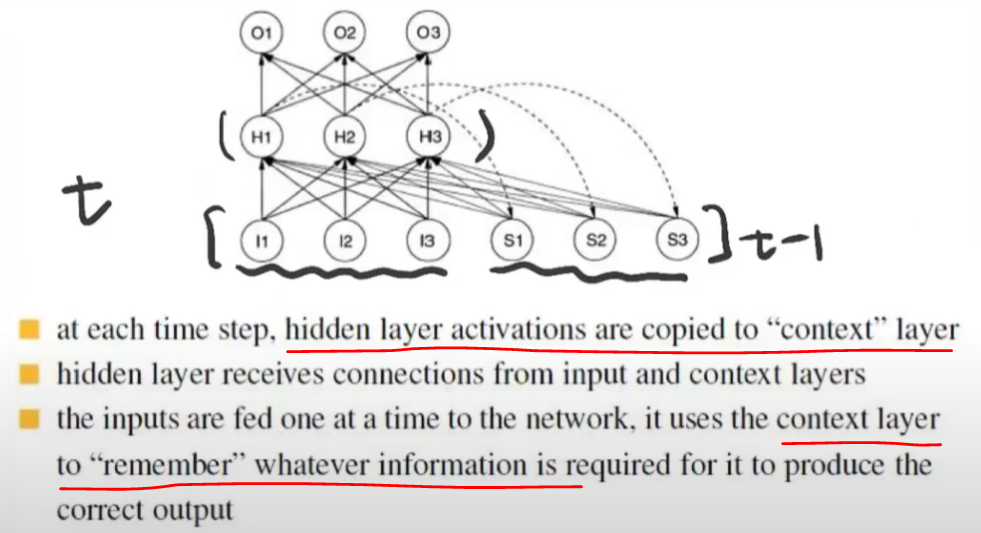 O1 O2 O3
( H1 H2 H3 )
t
[ I1 I2 I3 S1 S2 S3 ] t-1
at each time step, hidden layer activations are copied to “context” layer
hidden layer receives connections from input and context layers
the inputs are fed one at a time to the network, it uses the context layer
to “remember” whatever information is required for it to produce the
correct output